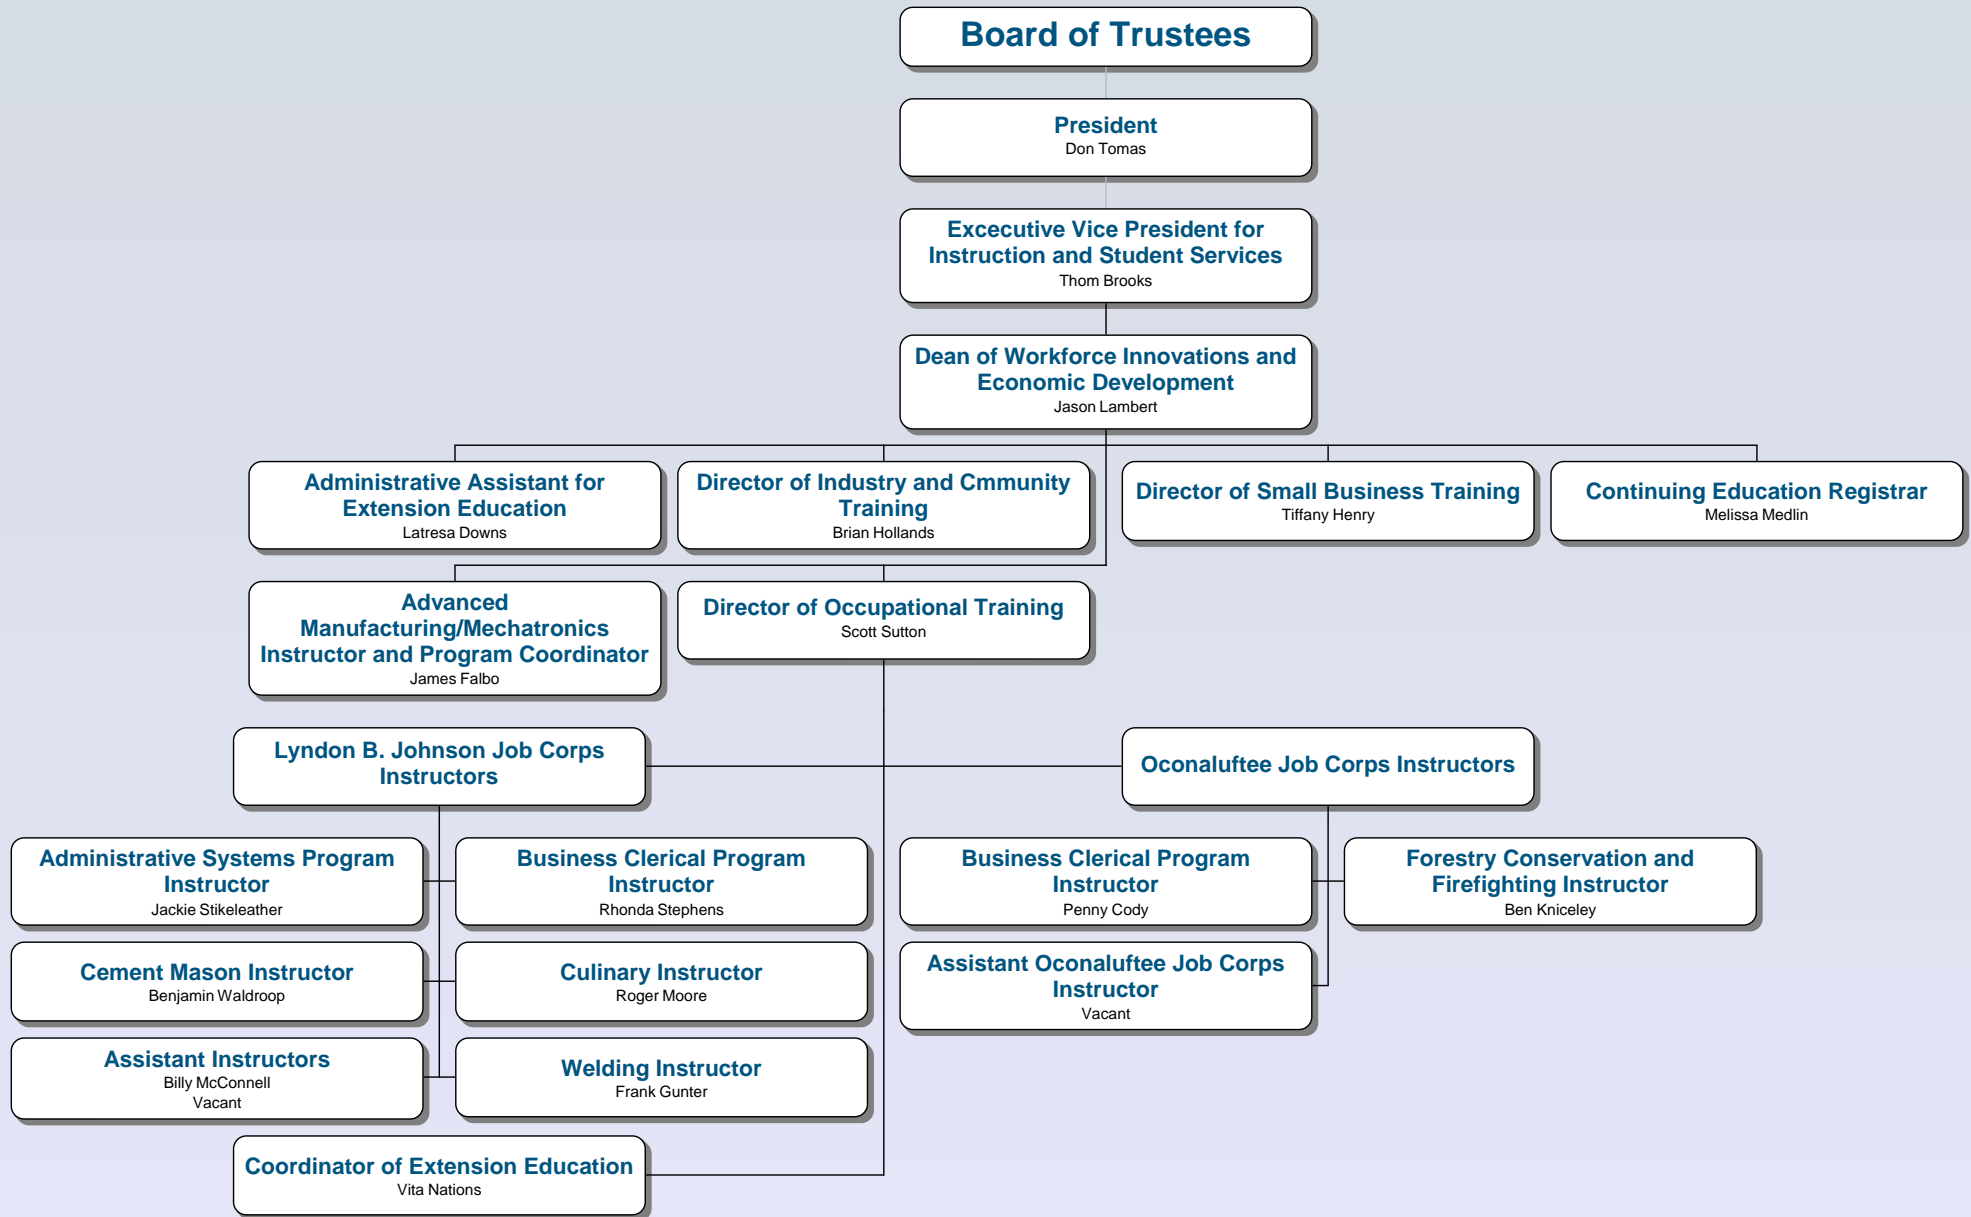 Board of Trustees
President
Don Tomas
Excecutive Vice President for
Instruction and Student Services
Thom Brooks
Dean of Workforce Innovations and
Economic Development
Jason Lambert
Administrative Assistant for
Extension Education
Latresa Downs
Director of Industry and Cmmunity
Training
Brian Hollands
Director of Small Business Training
Tiffany Henry
Continuing Education Registrar
Melissa Medlin
Advanced
Manufacturing/Mechatronics
Instructor and Program Coordinator
James Falbo
Director of Occupational Training
Scott Sutton
Lyndon B. Johnson Job Corps
Instructors
Oconaluftee Job Corps Instructors
Administrative Systems Program
Instructor
Jackie Stikeleather
Business Clerical Program
Instructor
Rhonda Stephens
Business Clerical Program
Instructor
Penny Cody
Forestry Conservation and
Firefighting Instructor
Ben Kniceley
Cement Mason Instructor
Benjamin Waldroop
Culinary Instructor
Roger Moore
Assistant Oconaluftee Job Corps
Instructor
Vacant
Assistant Instructors
Billy McConnell
Vacant
Welding Instructor
Frank Gunter
Coordinator of Extension Education
Vita Nations